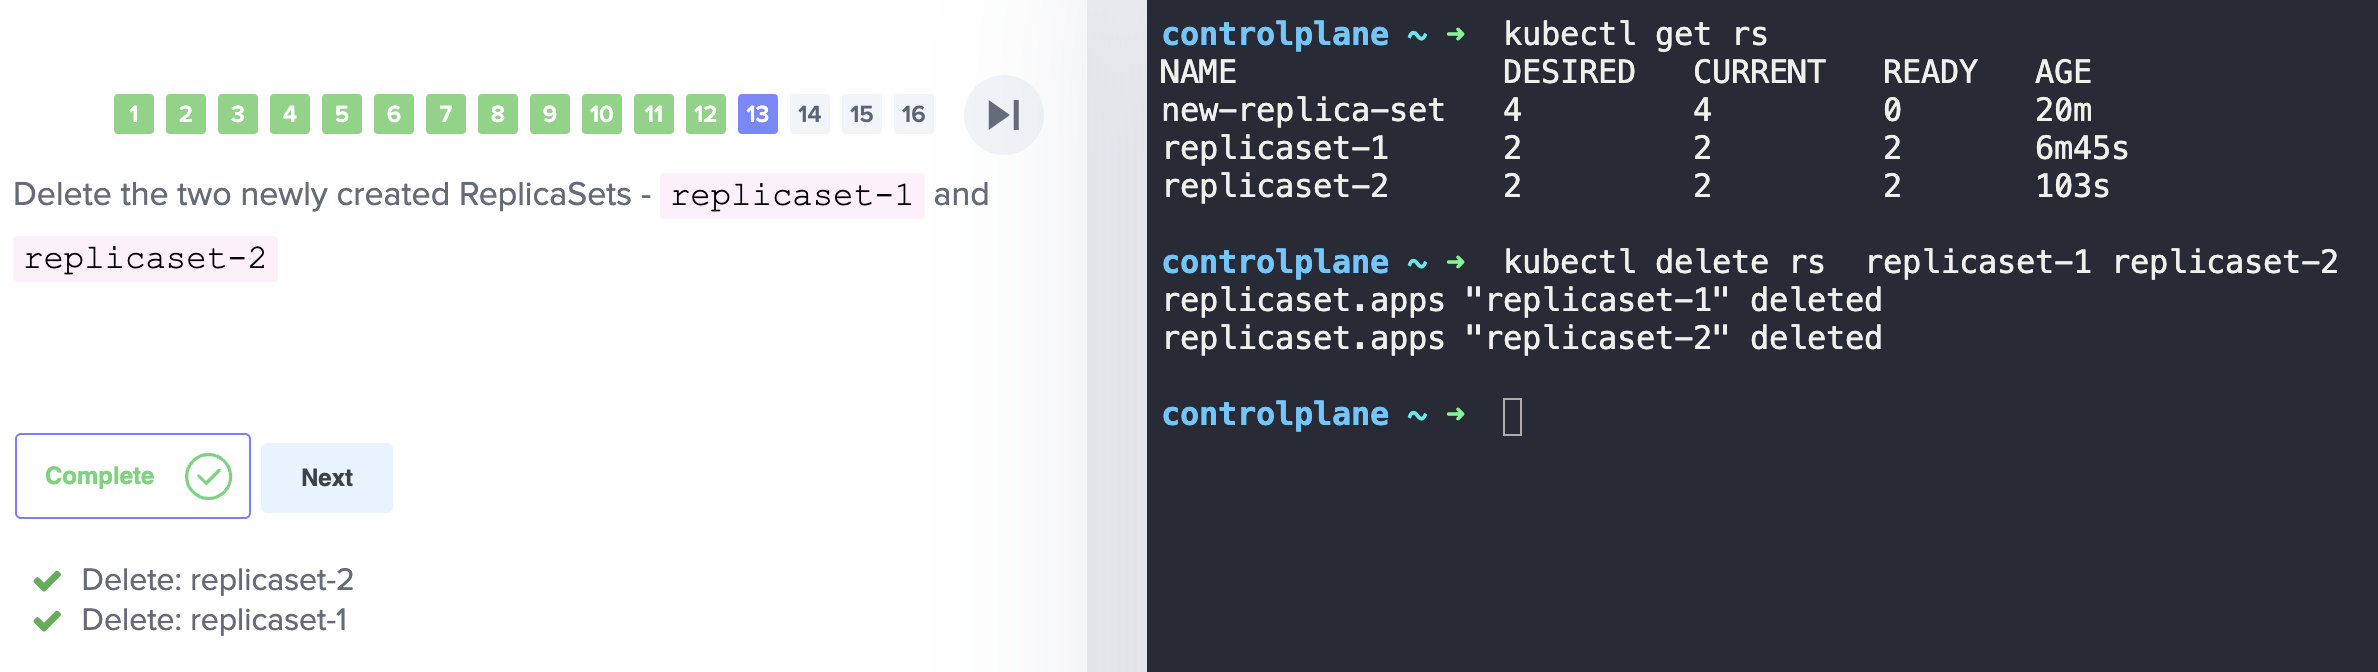 1 2 3 4 5 6 7 8 9 10 11 12 13 14 15 16
Delete the two newly created ReplicaSets - replicaset-1 and
replicaset-2
Complete Next
Delete: replicaset-2
Delete: replicaset-1
controlplane ~ ➜ kubectl get rs
NAME DESIRED CURRENT READY AGE
new-replica-set 4 4 0 20m
replicaset-1 2 2 2 6m45s
replicaset-2 2 2 2 103s
controlplane ~ ➜ kubectl delete rs replicaset-1 replicaset-2
replicaset.apps "replicaset-1" deleted
replicaset.apps "replicaset-2" deleted
controlplane ~ ➜